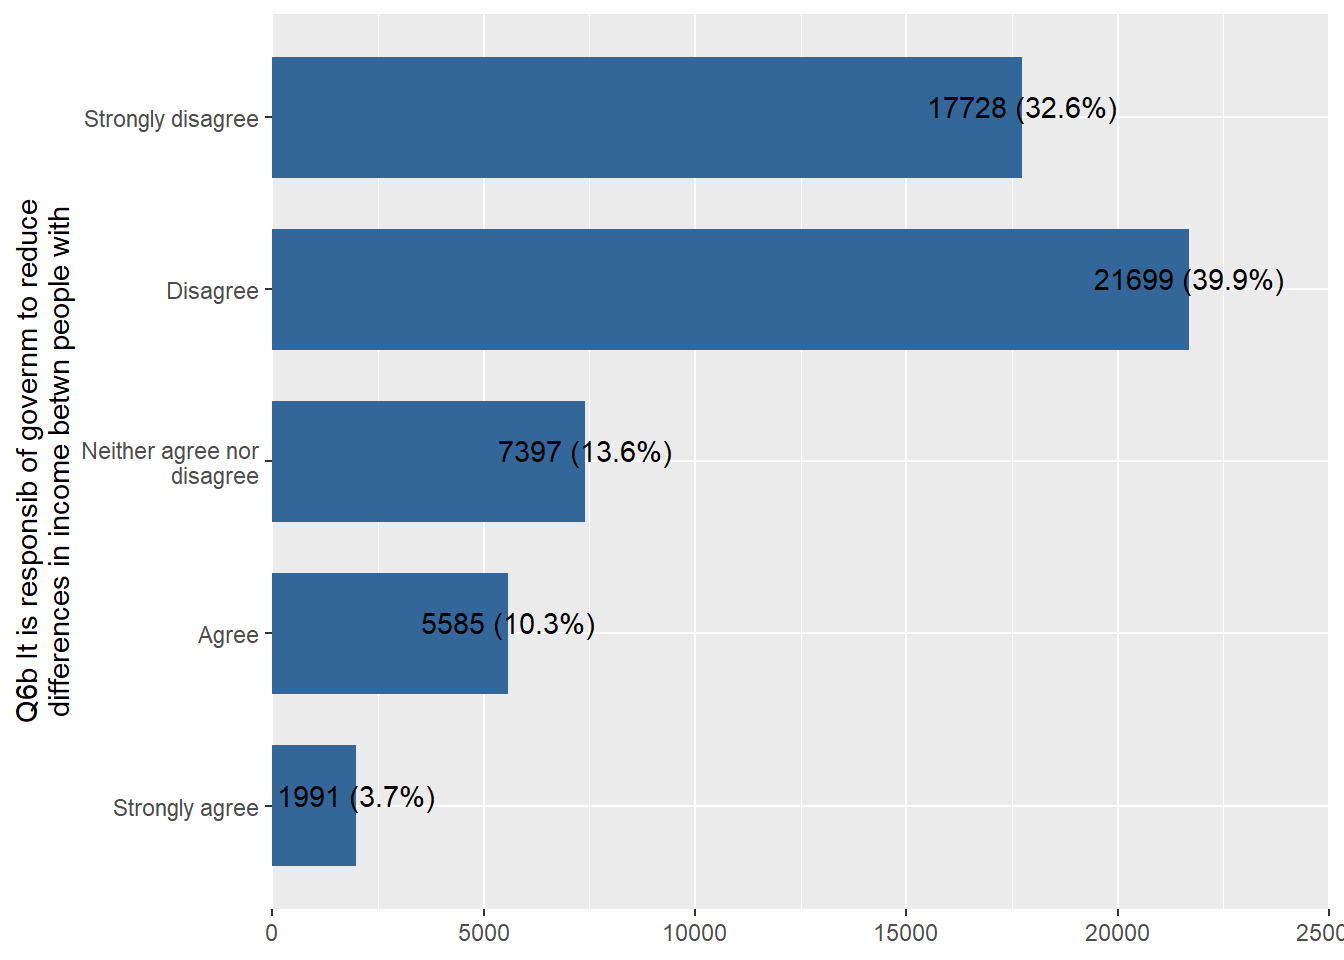 Q6b It is responsib of governm to reduce
differences in income betwn people with
Strongly disagree
17728 (32.6%)
Disagree
21699 (39.9%)
Neither agree nor
disagree
7397 (13.6%)
Agree
5585 (10.3%)
Strongly agree
1991 (3.7%)
0 5000 10000 15000 20000 2500